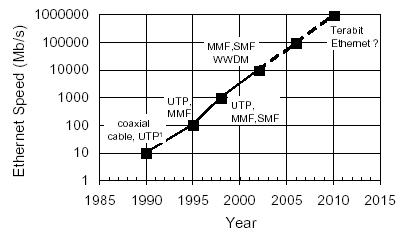 1000000
100000
10000
1000
100
10
1
Ethernet Speed (Mb/s)
Terabit
Ethernet ?
MMF,SMF
WWDM
UTP,
MMF
UTP,
MMF,SMF
coaxial
cable, UTP¹
1985 1990 1995 2000 2005 2010 2015
Year